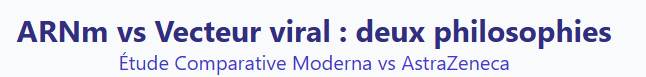 ARNm vs Vecteur viral : deux philosophies
Étude Comparative Moderna vs AstraZeneca